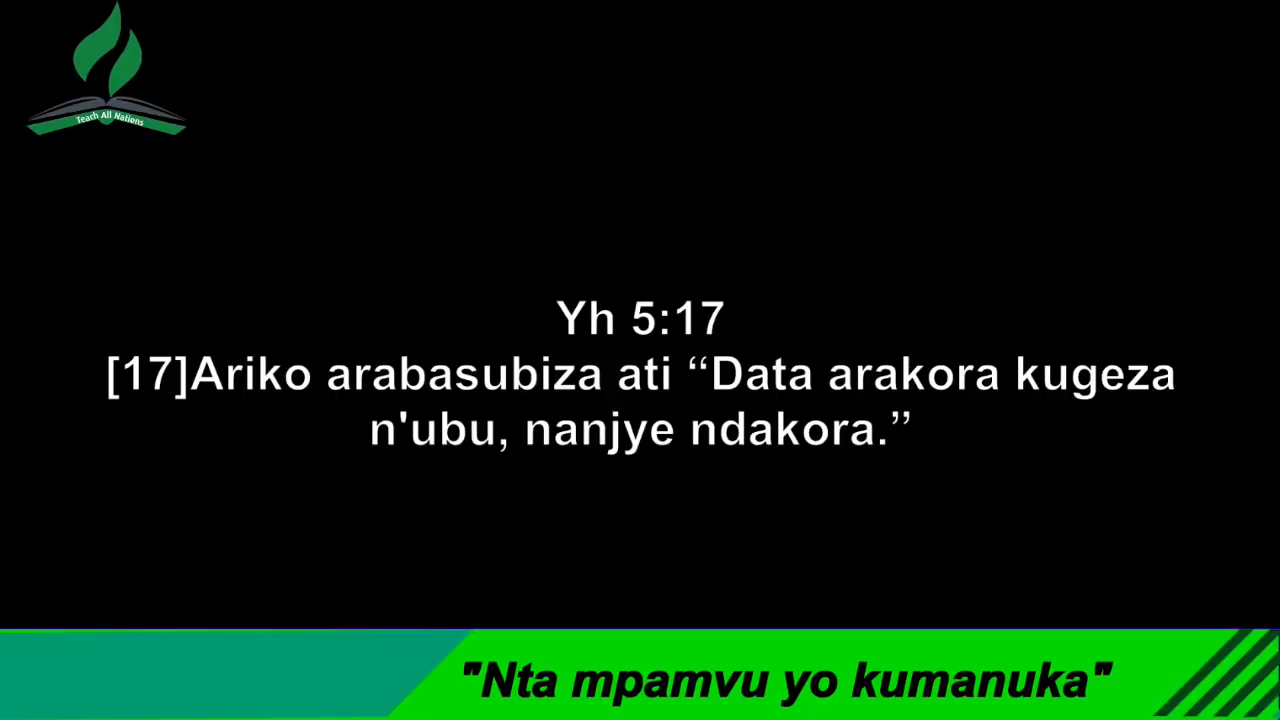 Teach All Nations
Yh 5:17
[17]Ariko arabasubiza ati “Data arakora kugeza
n'ubu, nanjye ndakora.”
"Nta mpamvu yo kumanuka"